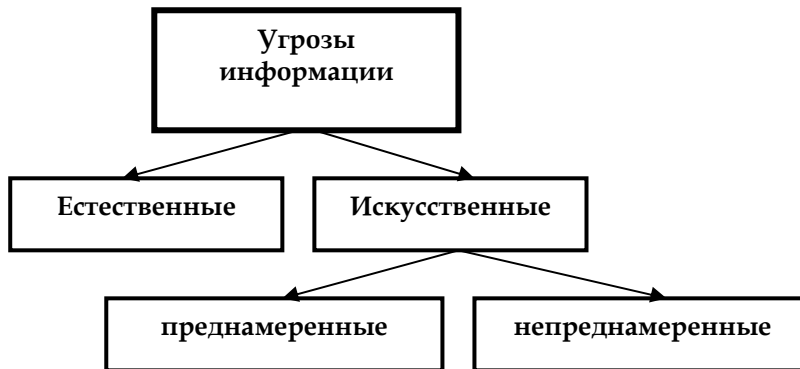 Угрозы
информации
Естественные
Искусственные
преднамеренные
непреднамеренные